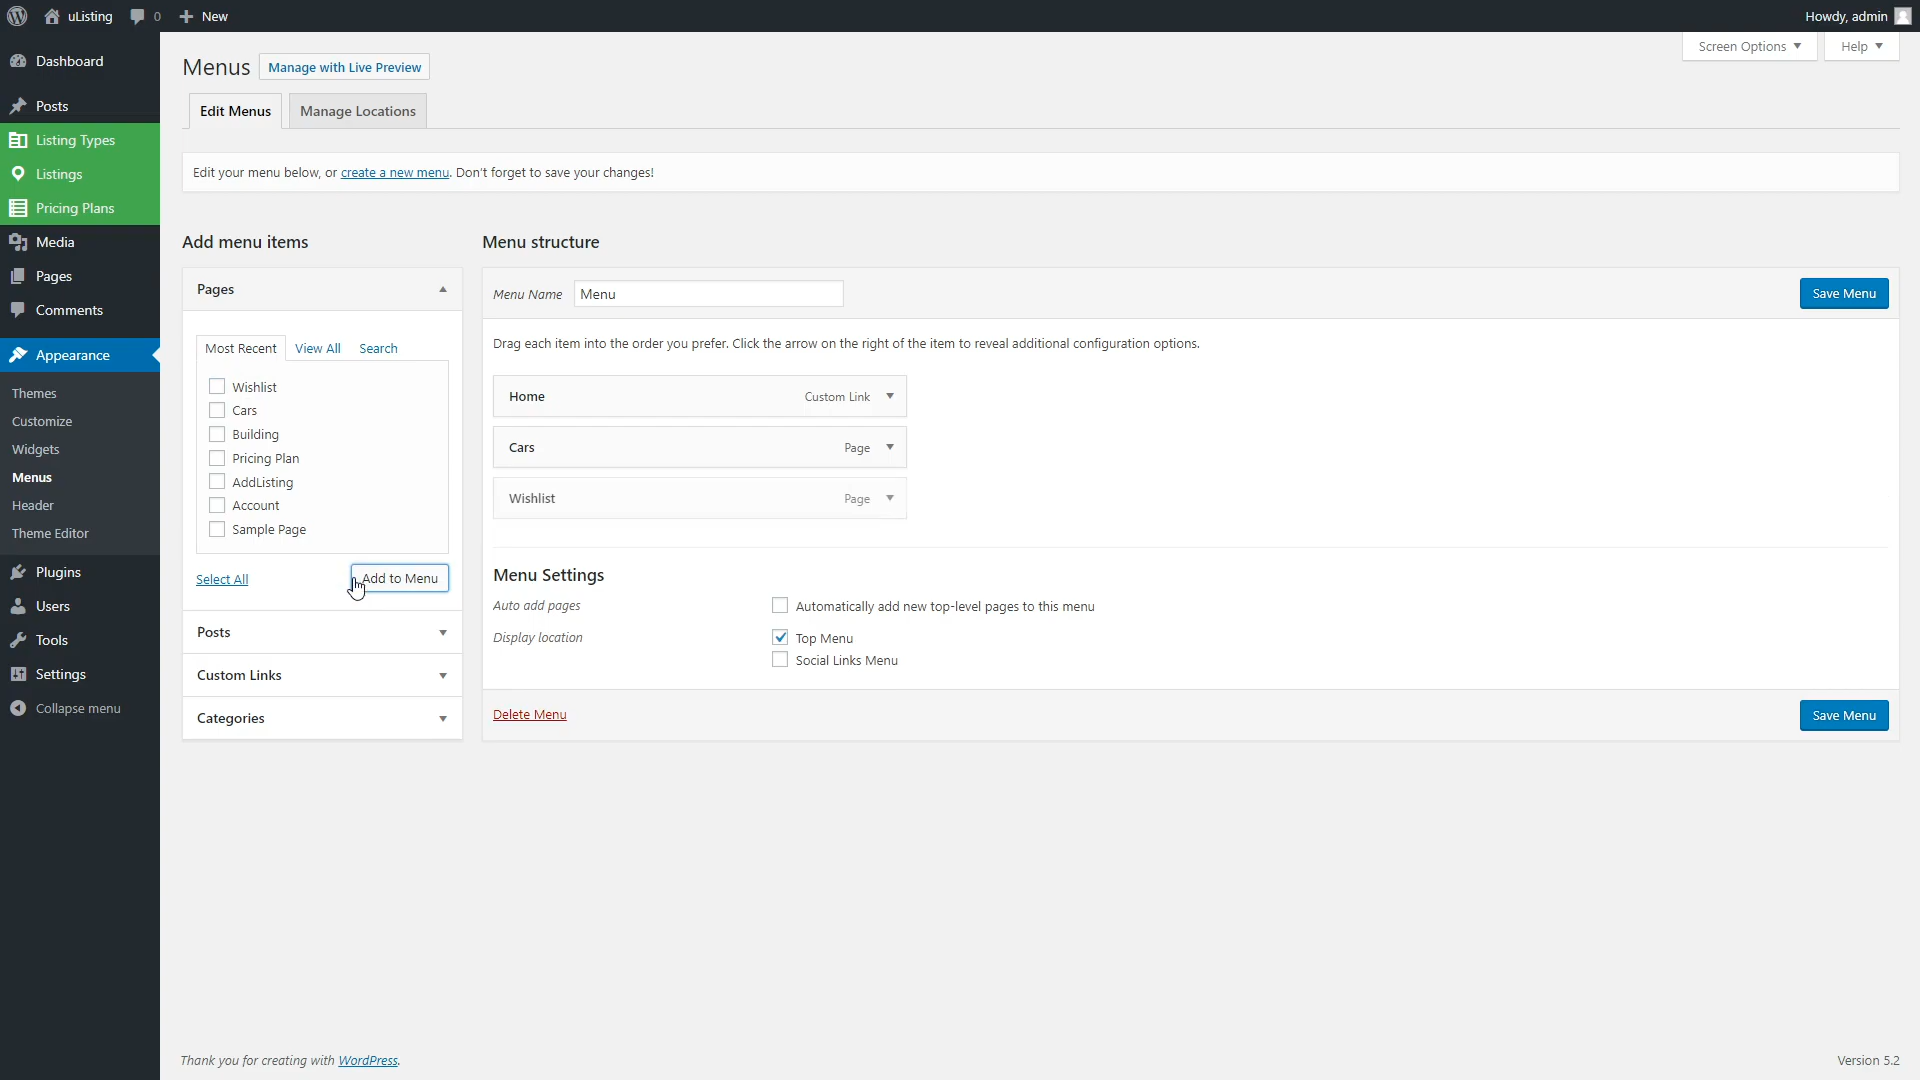 uListing 0 New Howdy, admin
Screen Options Help
Dashboard
Posts
Listing Types
Listings
Pricing Plans
Media
Pages
Comments
Appearance
Themes
Customize
Widgets
Menus
Header
Theme Editor
Plugins
Users
Tools
Settings
Collapse menu
Menus Manage with Live Preview
Edit Menus Manage Locations
Edit your menu below, or create a new menu. Don't forget to save your changes!
Add menu items
Pages
Most Recent View All Search
Wishlist
Cars
Building
Pricing Plan
AddListing
Account
Sample Page
Select All Add to Menu
Posts
Custom Links
Categories
Menu structure
Menu Name Menu Save Menu
Drag each item into the order you prefer. Click the arrow on the right of the item to reveal additional configuration options.
Home Custom Link
Cars Page
Wishlist Page
Menu Settings
Auto add pages Automatically add new top-level pages to this menu
Display location Top Menu
Social Links Menu
Delete Menu Save Menu
Thank you for creating with WordPress. Version 5.2